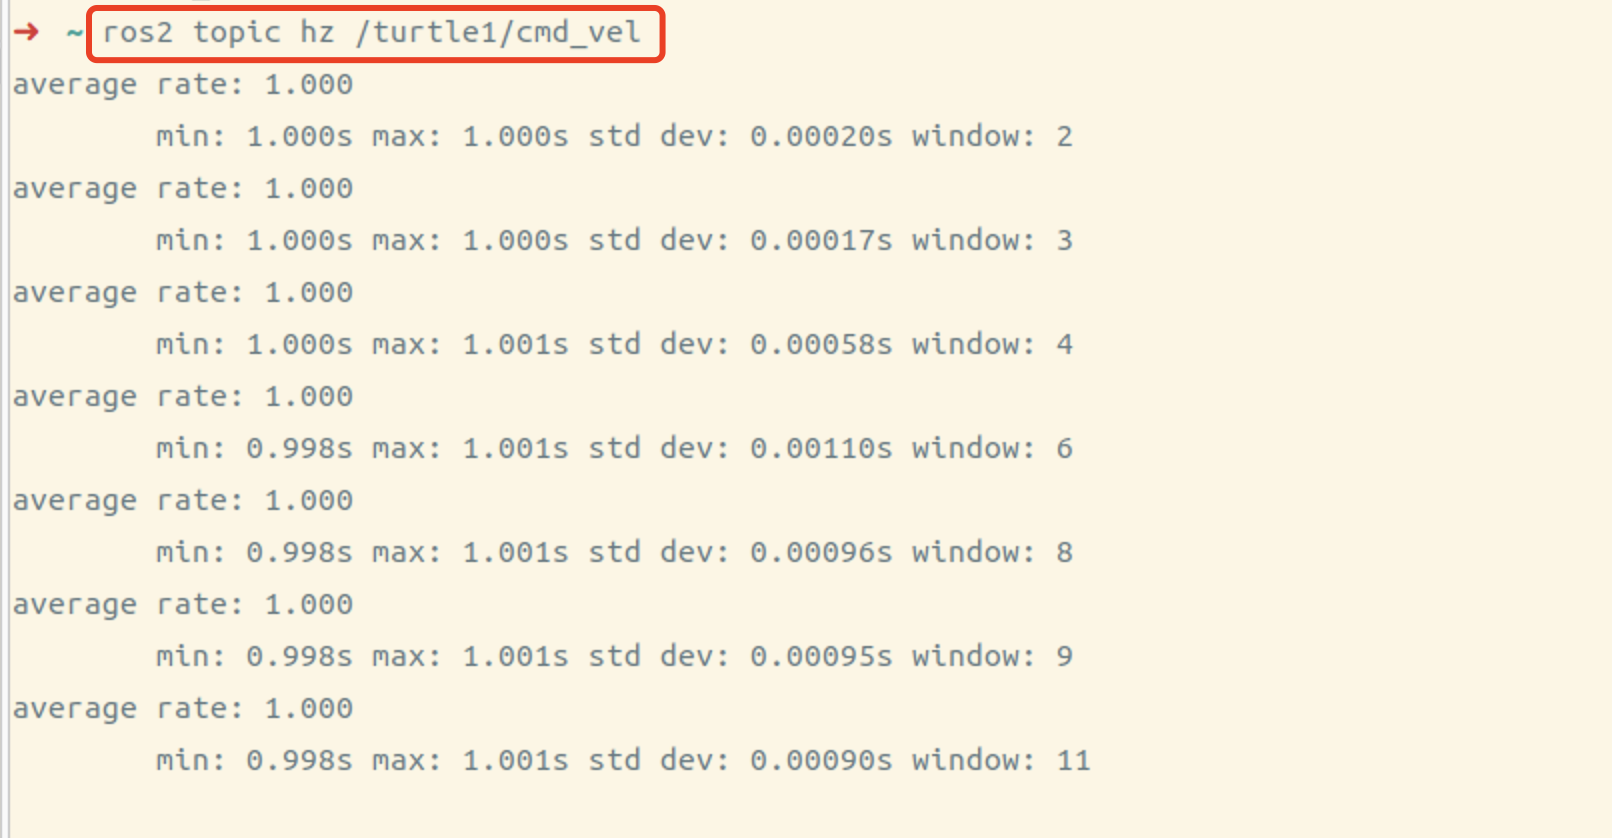 ➜ ~ ros2 topic hz /turtle1/cmd_vel
average rate: 1.000
min: 1.000s max: 1.000s std dev: 0.00020s window: 2
average rate: 1.000
min: 1.000s max: 1.000s std dev: 0.00017s window: 3
average rate: 1.000
min: 1.000s max: 1.001s std dev: 0.00058s window: 4
average rate: 1.000
min: 0.998s max: 1.001s std dev: 0.00110s window: 6
average rate: 1.000
min: 0.998s max: 1.001s std dev: 0.00096s window: 8
average rate: 1.000
min: 0.998s max: 1.001s std dev: 0.00095s window: 9
average rate: 1.000
min: 0.998s max: 1.001s std dev: 0.00090s window: 11